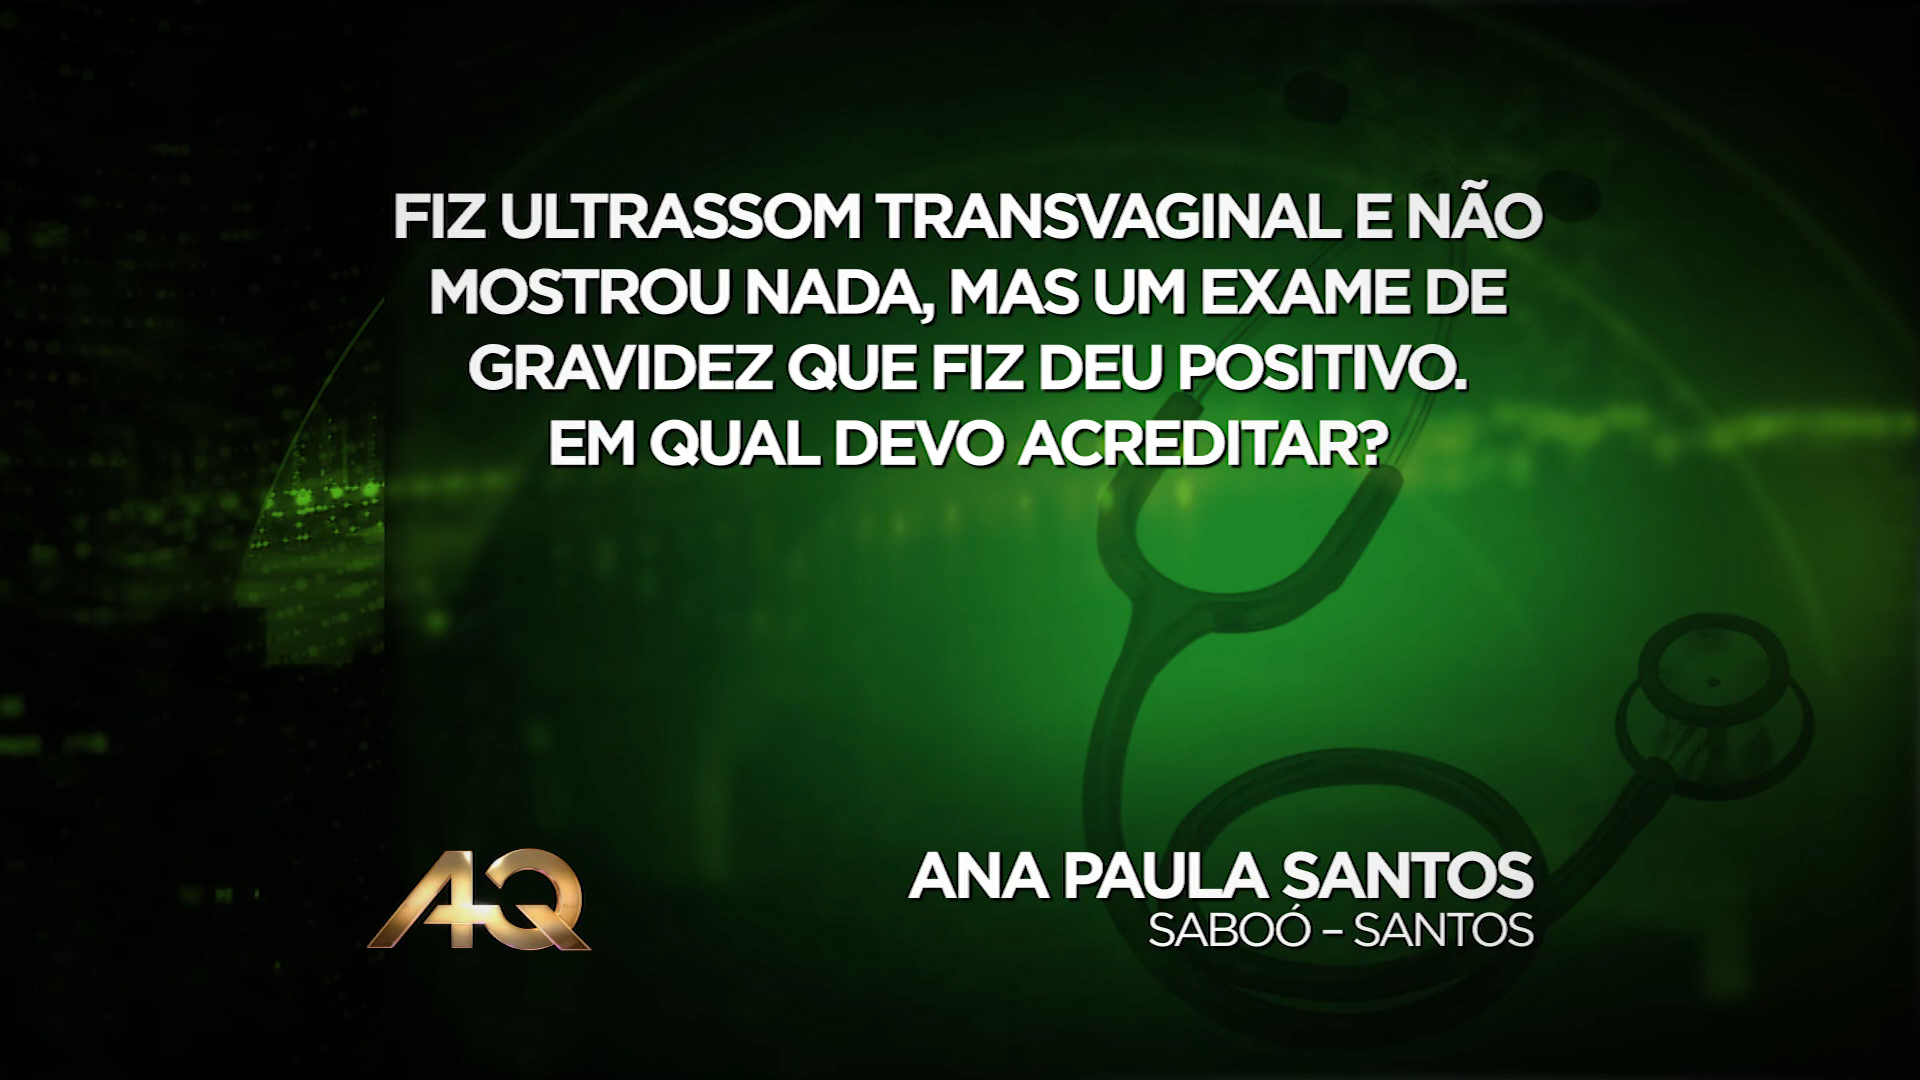 FIZ ULTRASSOM TRANSVAGINAL E NÃO
MOSTROU NADA, MAS UM EXAME DE
GRAVIDEZ QUE FIZ DEU POSITIVO.
EM QUAL DEVO ACREDITAR?
AQ
ANA PAULA SANTOS
SABOÓ – SANTOS